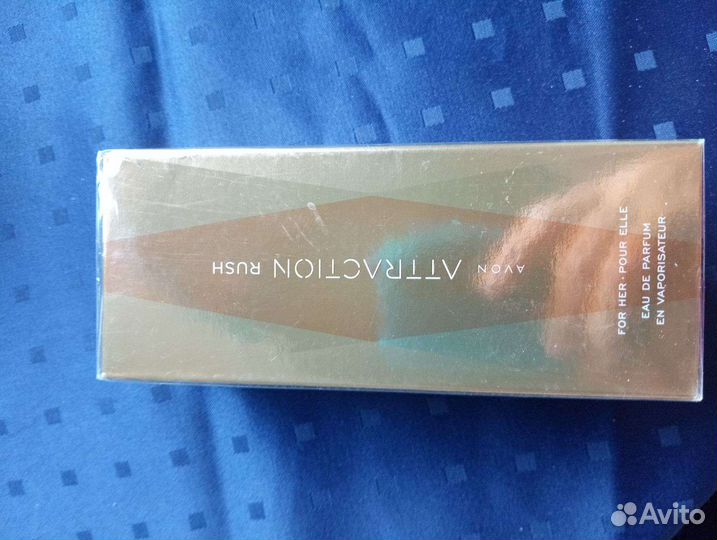 AVON
ATTRACTION
RUSH
FOR HER · POUR ELLE
EAU DE PARFUM
EN VAPORISATEUR
Avito